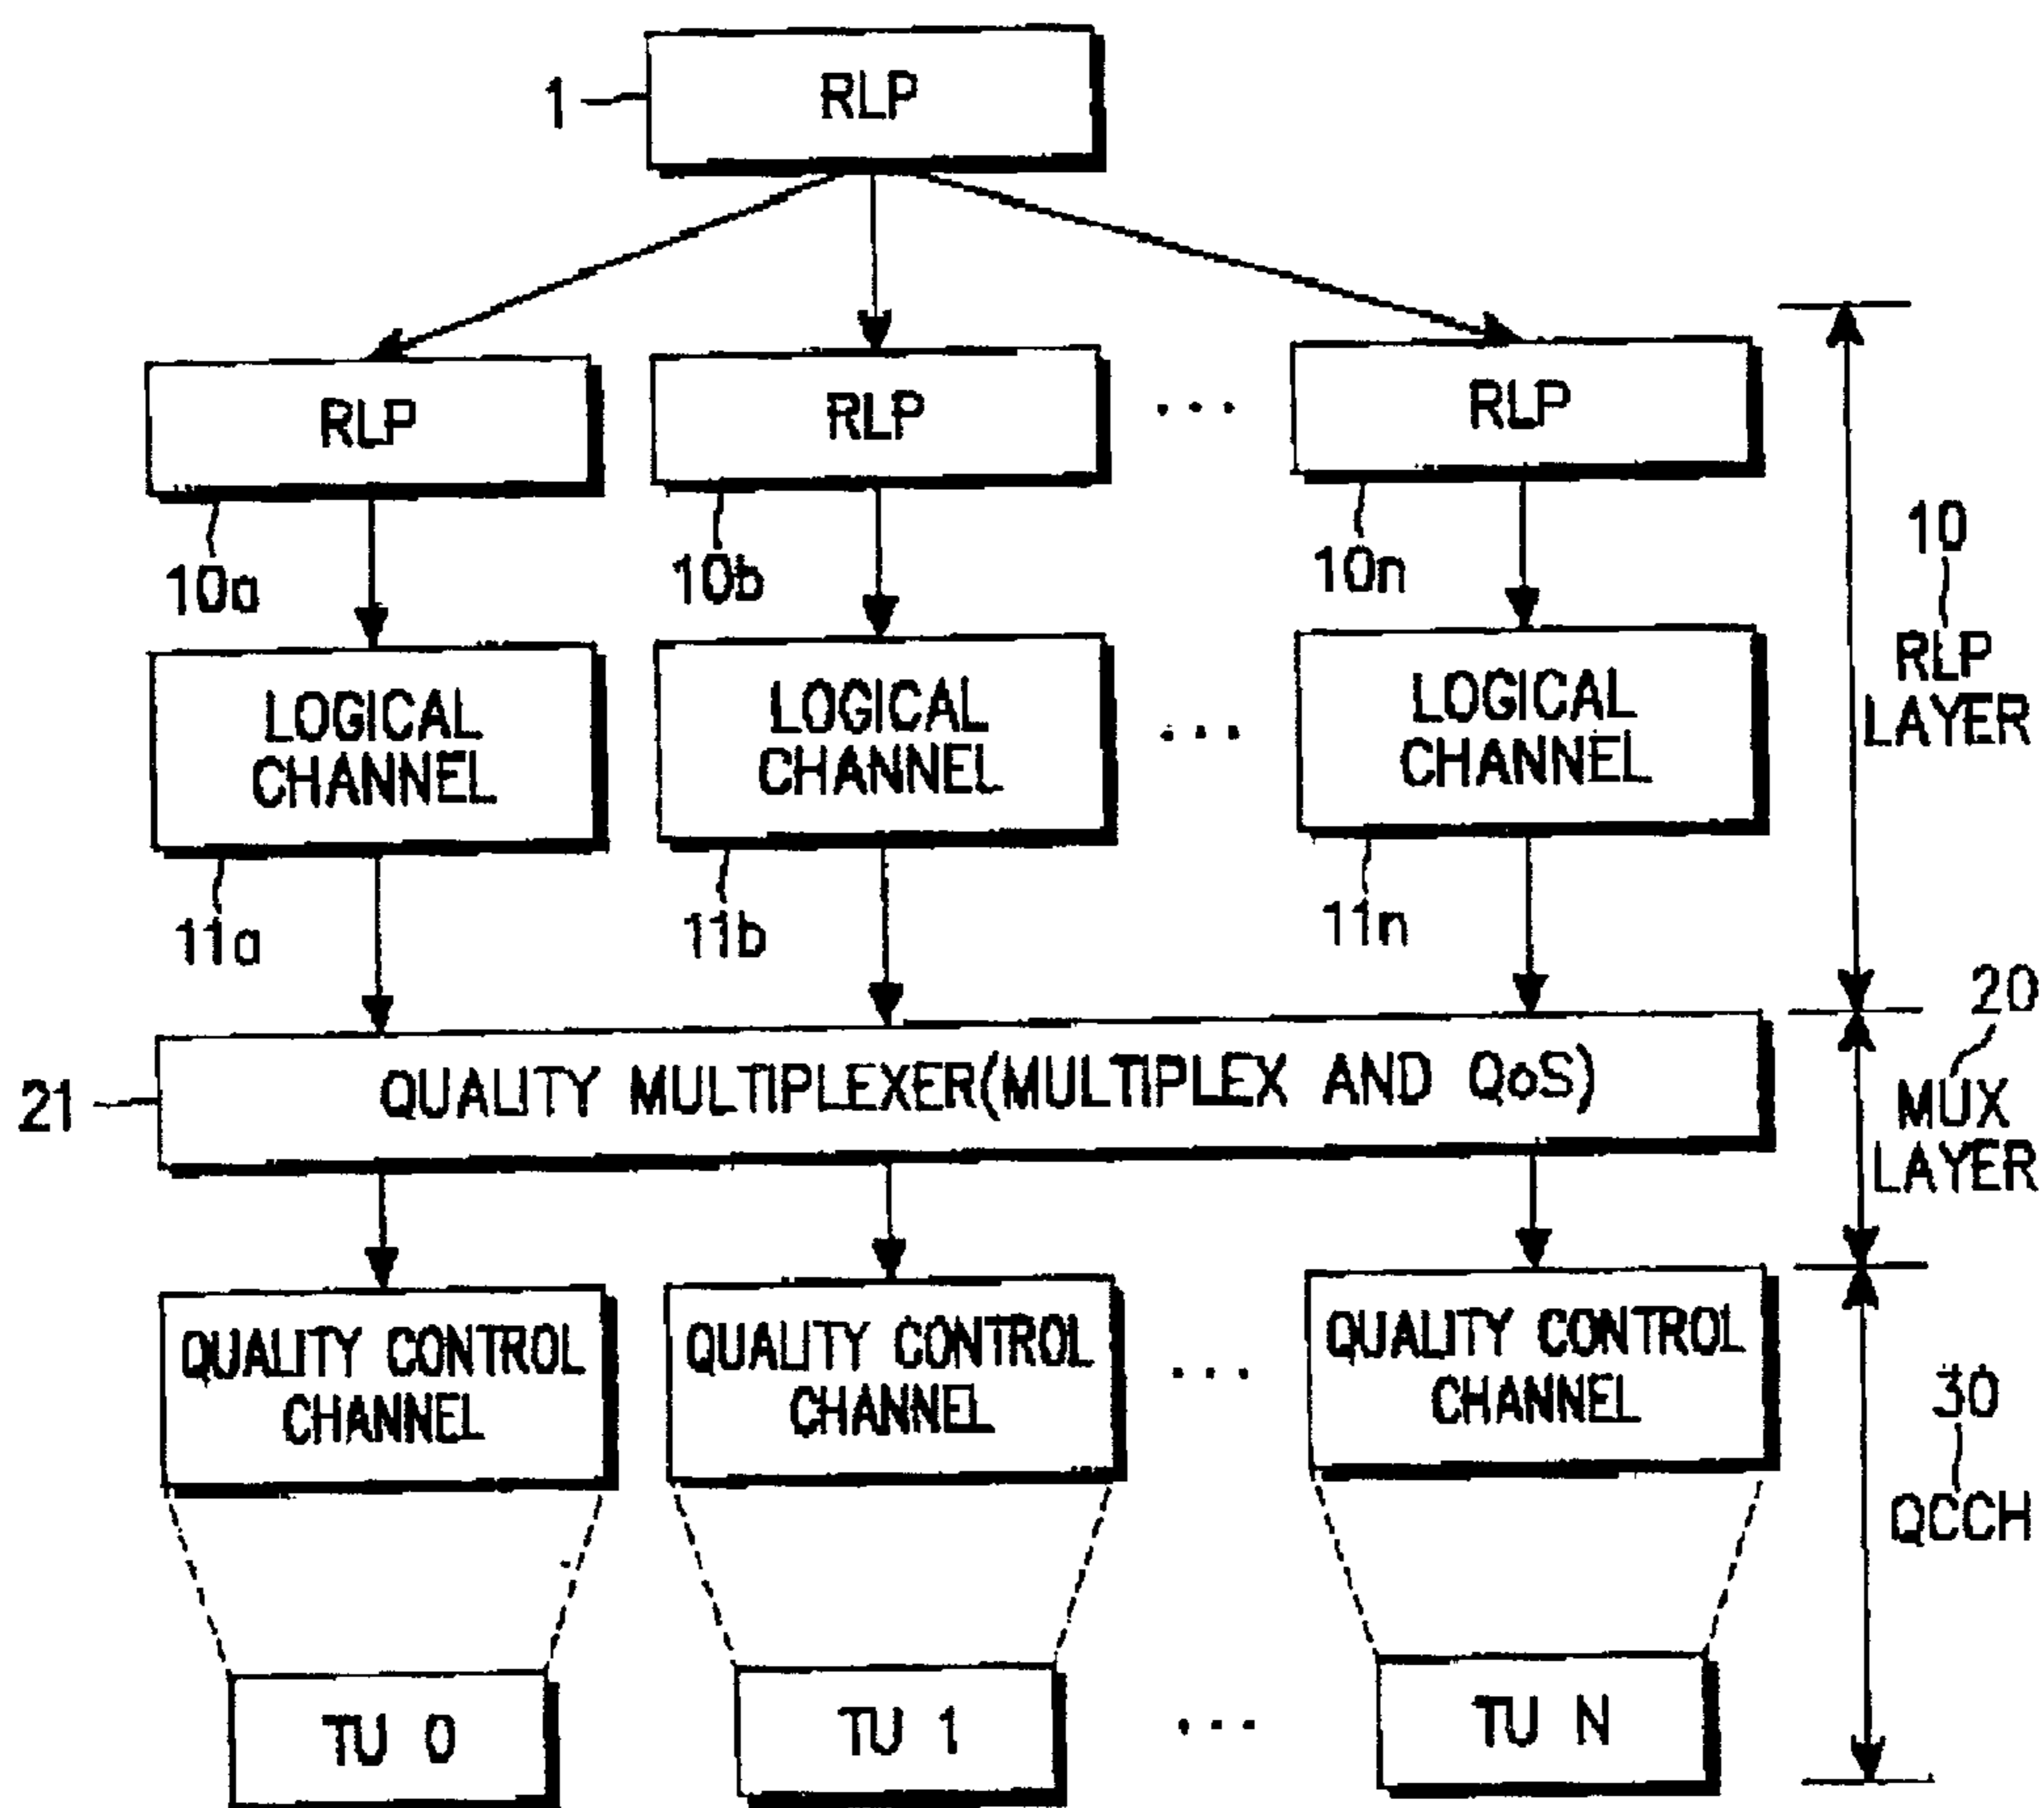 1
RLP
RLP
RLP
...
RLP
10a
10b
10n
10
RLP
LAYER
LOGICAL
CHANNEL
LOGICAL
CHANNEL
...
LOGICAL
CHANNEL
11a
11b
11n
20
MUX
LAYER
21
QUALITY MULTIPLEXER(MULTIPLEX AND QoS)
QUALITY CONTROL
CHANNEL
QUALITY CONTROL
CHANNEL
...
QUALITY CONTROL
CHANNEL
30
QCCH
TU 0
TU 1
...
TU N